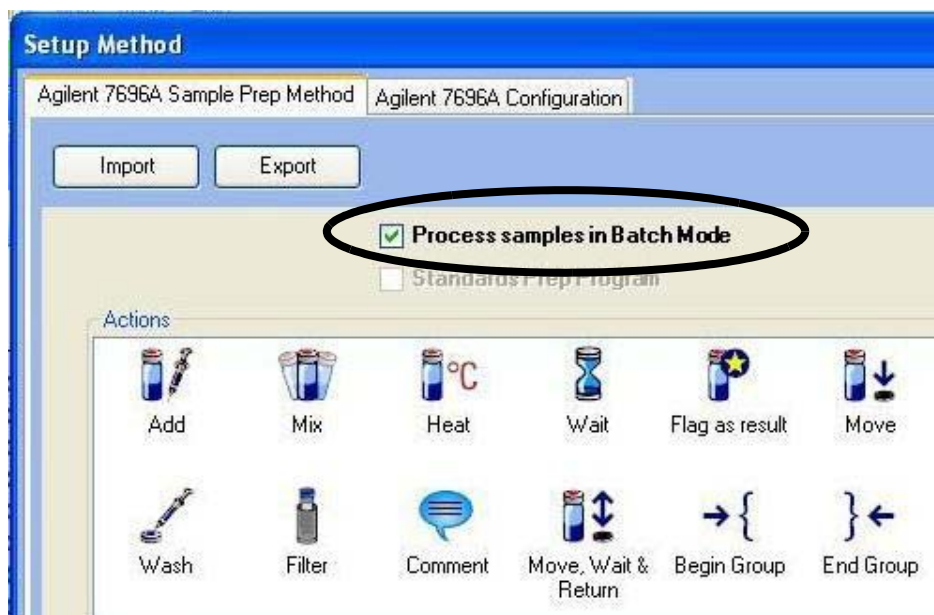 Setup Method
Agilent 7696A Sample Prep Method Agilent 7696A Configuration
Import Export
Process samples in Batch Mode
Standards Prep Program
Actions
°C
Add Mix Heat Wait Flag as result Move
Wash Filter Comment Move, Wait & Begin Group End Group
Return